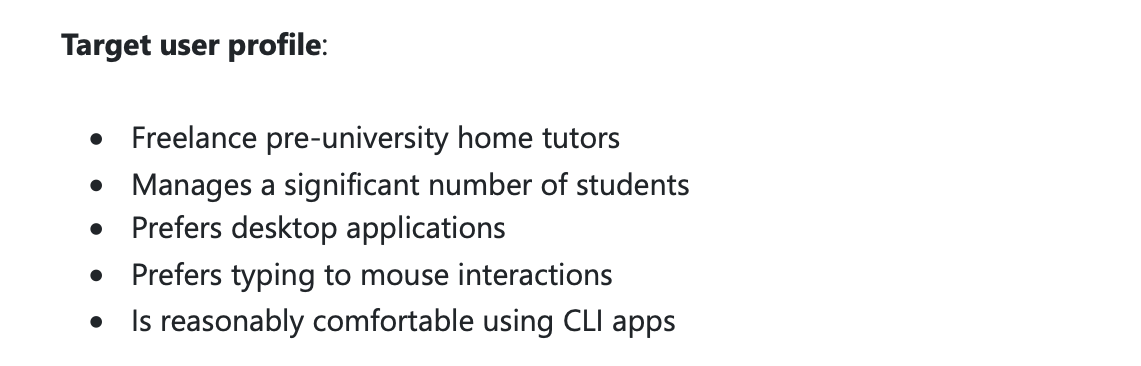 Target user profile:
• Freelance pre-university home tutors
• Manages a significant number of students
• Prefers desktop applications
• Prefers typing to mouse interactions
• Is reasonably comfortable using CLI apps